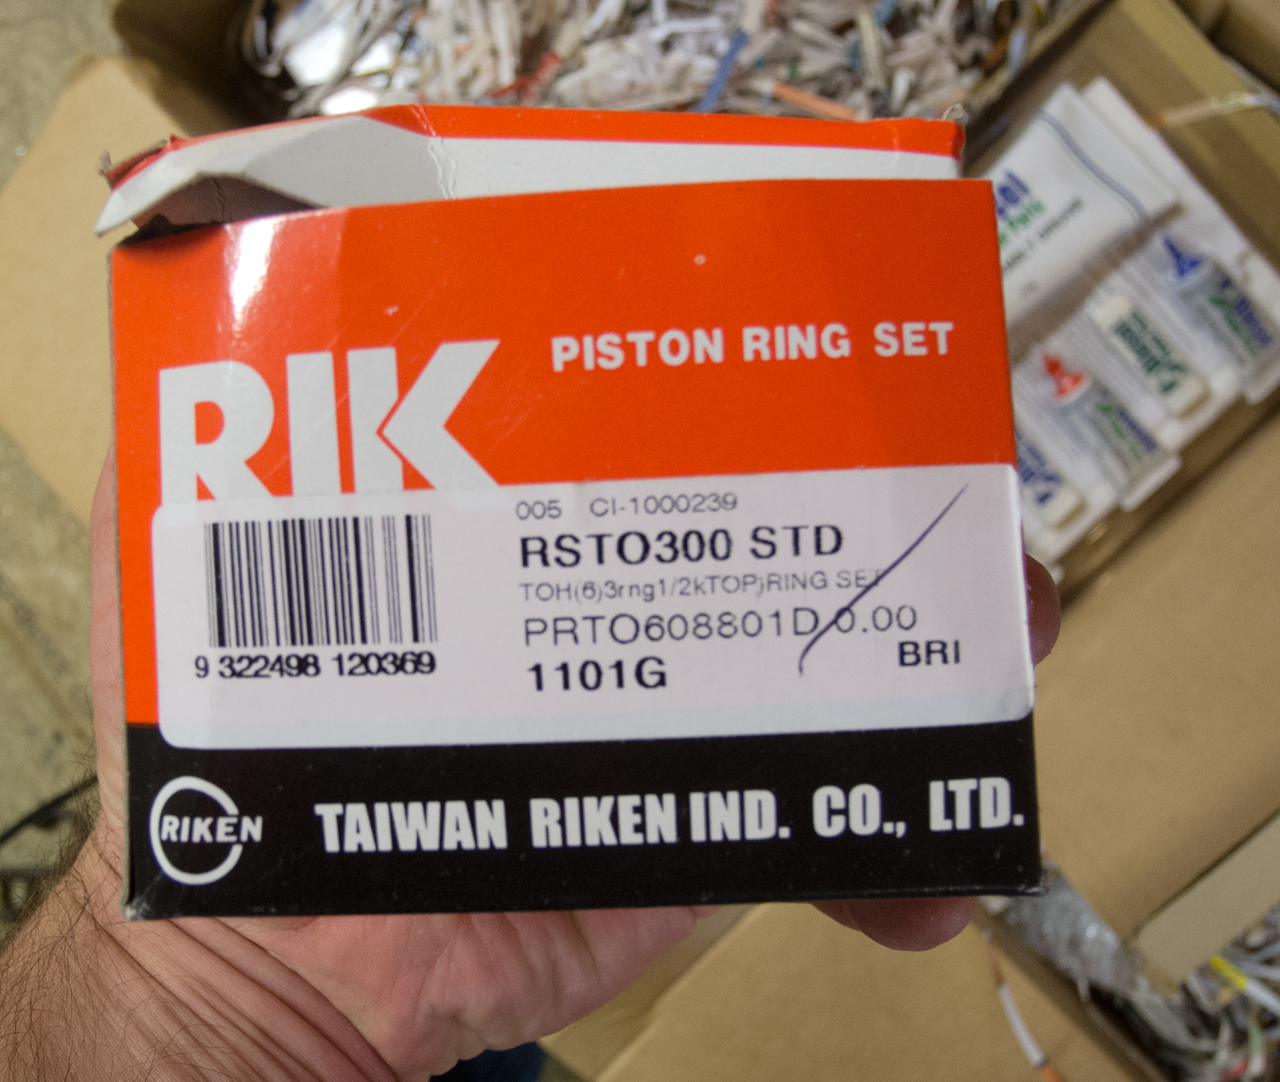 PISTON RING SET
RIK
005 CI-1000239
RSTO300 STD
TOH(6)3rng1/2kTOP)RING SET
PRTO608801D 0.00
1101G
BRI
9 322498 120369
RIKEN
TAIWAN RIKEN IND. CO., LTD.